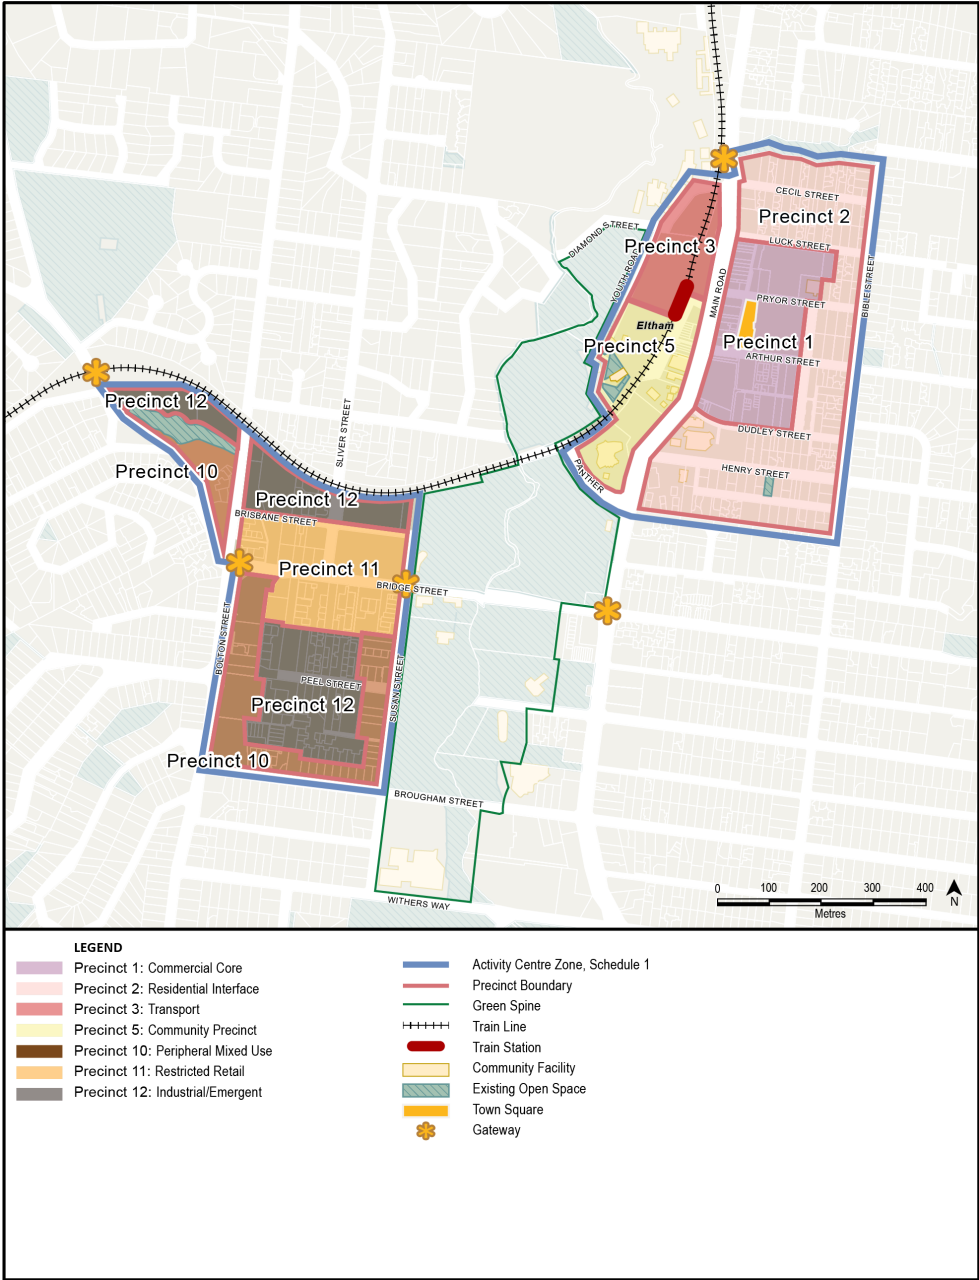 CECIL STREET
Precinct 2
DIAMOND STREET
Precinct 3
LUCK STREET
YOUTH ROAD
MAIN ROAD
BIBLE STREET
PRYOR STREET
Eltham
Precinct 5
Precinct 1
ARTHUR STREET
Precinct 12
SLIVER STREET
DUDLEY STREET
Precinct 10
PANTHER
HENRY STREET
Precinct 12
BRISBANE STREET
Precinct 11
BRIDGE STREET
BOLTON STREET
PEEL STREET
SUSAN STREET
Precinct 12
Precinct 10
BROUGHAM STREET
WITHERS WAY
0 100 200 300 400
Metres
N
LEGEND
Precinct 1: Commercial Core
Precinct 2: Residential Interface
Precinct 3: Transport
Precinct 5: Community Precinct
Precinct 10: Peripheral Mixed Use
Precinct 11: Restricted Retail
Precinct 12: Industrial/Emergent
Activity Centre Zone, Schedule 1
Precinct Boundary
Green Spine
Train Line
Train Station
Community Facility
Existing Open Space
Town Square
Gateway